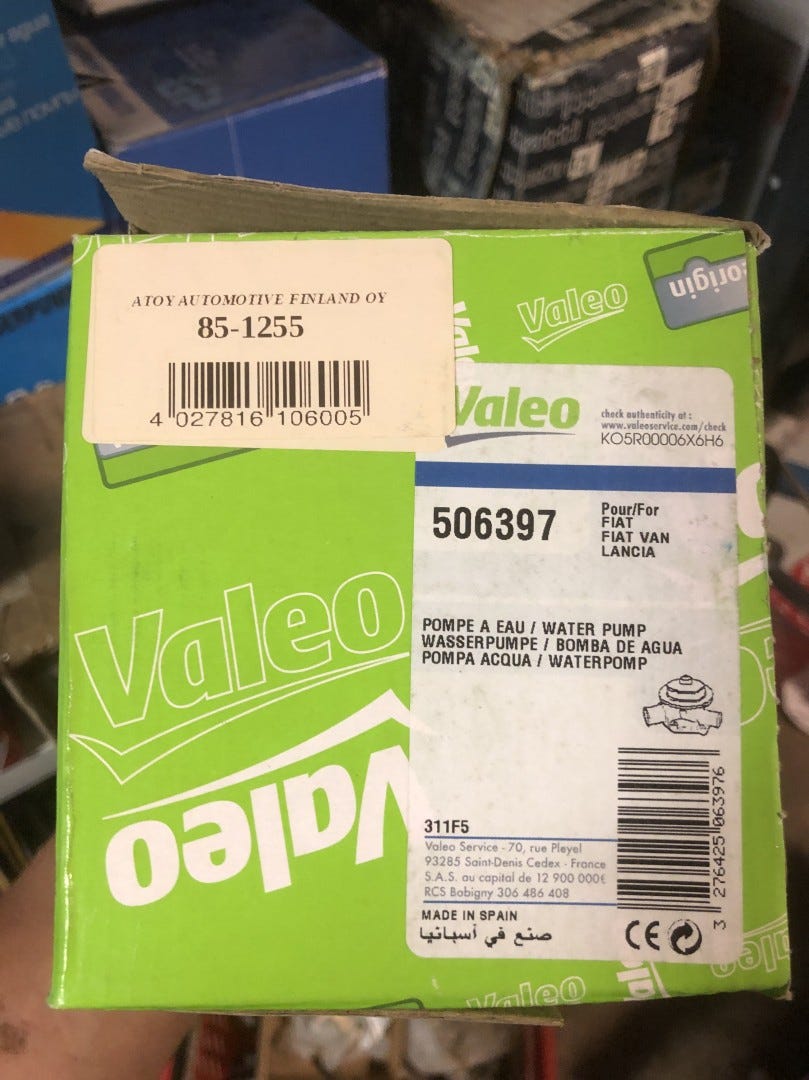 ATOY AUTOMOTIVE FINLAND OY
85-1255
4 027816 106005
Valeo
origin
Valeo
check authenticity at :
www.valeoservice.com/check
KO5R00006X6H6
506397
Pour/For
FIAT
FIAT VAN
LANCIA
POMPE A EAU / WATER PUMP
WASSERPUMPE / BOMBA DE AGUA
POMPA ACQUA / WATERPOMP
Valeo
Valeo
311F5
Valeo Service - 70, rue Pleyel
93285 Saint-Denis Cedex - France
S.A.S. au capital de 12 900 000€
RCS Bobigny 306 486 408
MADE IN SPAIN
صنع في أسبانيا
CE
3 276425 063976
Valeo